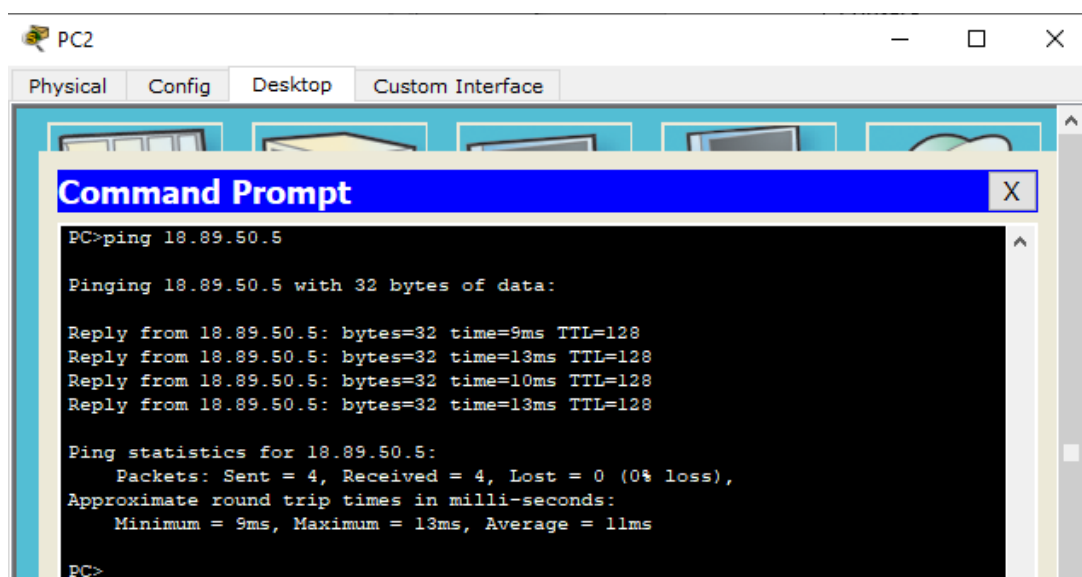 PC2
Physical Config Desktop Custom Interface
Command Prompt
X
PC>ping 18.89.50.5
Pinging 18.89.50.5 with 32 bytes of data:
Reply from 18.89.50.5: bytes=32 time=9ms TTL=128
Reply from 18.89.50.5: bytes=32 time=13ms TTL=128
Reply from 18.89.50.5: bytes=32 time=10ms TTL=128
Reply from 18.89.50.5: bytes=32 time=13ms TTL=128
Ping statistics for 18.89.50.5:
Packets: Sent = 4, Received = 4, Lost = 0 (0% loss),
Approximate round trip times in milli-seconds:
Minimum = 9ms, Maximum = 13ms, Average = 11ms
PC>